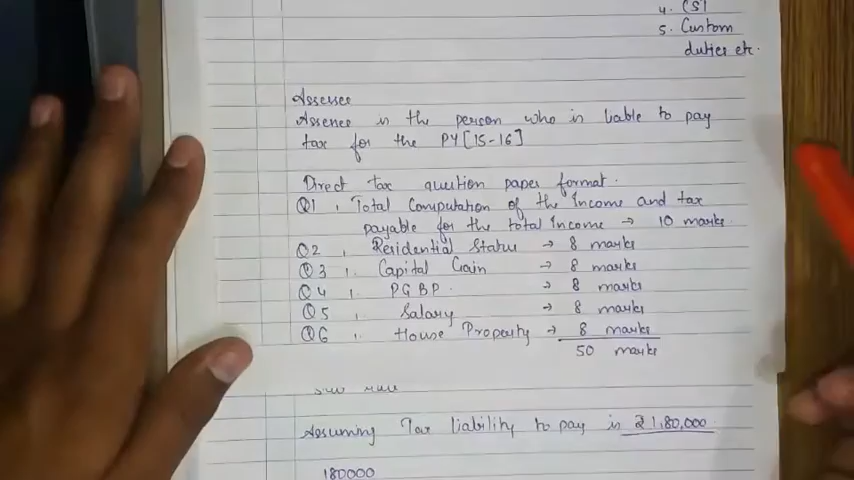 4. CST
5. Custom
duties etc.
Assessee
Assessee is the person who is liable to pay
tax for the PY [15-16]
Direct tax question paper format.
Q1. Total Computation of the Income and tax
payable for the total Income → 10 marks
Q2. Residential Status → 8 marks
Q3. Capital Gain → 8 marks
Q4. PGBP. → 8 marks
Q5. Salary → 8 marks
Q6. House Property → 8 marks
50 marks
Assuming Tax liability to pay is ₹ 1,80,000
180000